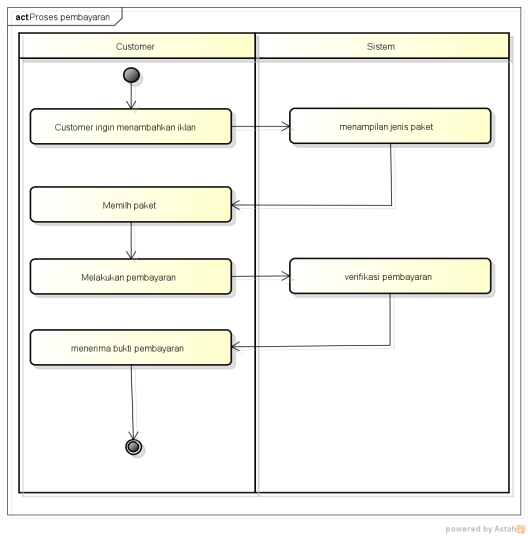 act Proses pembayaran
Customer
Sistem
Customer ingin menambahkan iklan
menampilan jenis paket
Memilh paket
Melakukan pembayaran
verifikasi pembayaran
menerima bukti pembayaran
powered by Astah